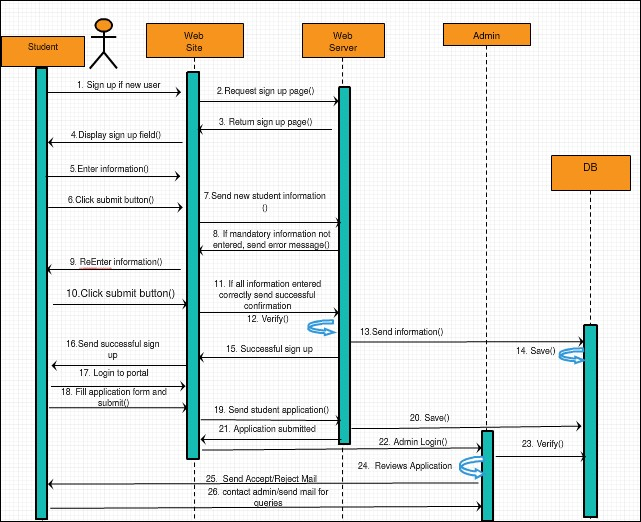 Student
Web
Site
Web
Server
Admin
DB
1. Sign up if new user
2.Request sign up page()
3. Return sign up page()
4.Display sign up field()
5.Enter information()
6.Click submit button()
7.Send new student information
()
8. If mandatory information not
entered, send error message()
9. ReEnter information()
10.Click submit button()
11. If all information entered
correctly send successful
confirmation
12. Verify()
13.Send information()
14. Save()
15. Successful sign up
16.Send successful sign
up
17. Login to portal
18. Fill application form and
submit()
19. Send student application()
20. Save()
21. Application submitted
22. Admin Login()
23. Verify()
24. Reviews Application
25. Send Accept/Reject Mail
26. contact admin/send mail for
queries